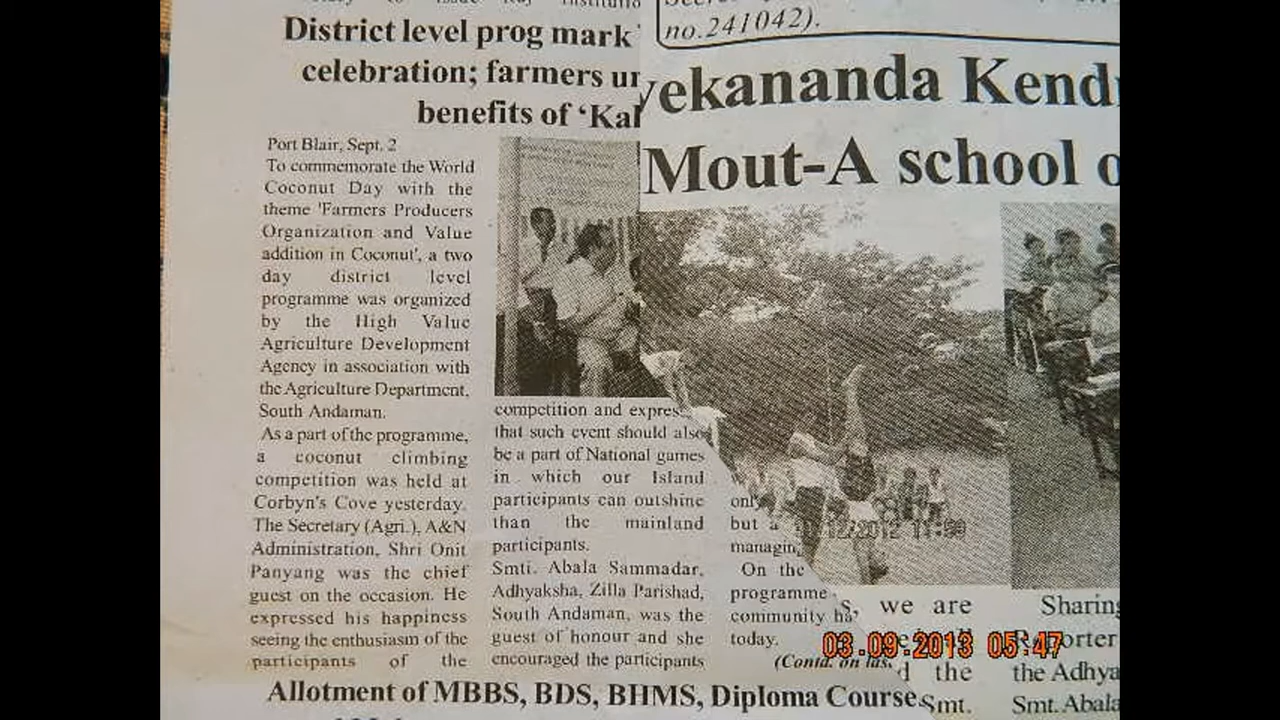 District level prog mark
celebration; farmers
benefits of
Port Blair, Sept. 2
To commemorate the World
Coconut Day with the
theme 'Farmers Producers
Organization and Value
addition in Coconut', a two
day district level
programme was organized
by the High Value
Agriculture Development
Agency in association with
the Agriculture Department,
South Andaman.
As a part of the programme,
a coconut climbing
competition was held at
Corbyn's Cove yesterday.
The Secretary (Agri.), A&N
Administration, Shri Onit
Panyang was the chief
guest on the occasion. He
expressed his happiness
seeing the enthusiasm of the
participants of the
competition and
that such event should also
be a part of National games
in which our Island
participants can outshine
than the mainland
participants.
Smti. Abala Sammadar,
Adhyaksha, Zilla Parishad,
South Andaman, was the
guest of honour and she
encouraged the participants
only
but a
managing
On the
programme
community
today.
(Contd. on
Allotment of MBBS, BDS, BHMS, Diploma Course
no.241042).
vekananda Kend
Mout-A school
12/2012 11:
s, we are
d the
Smt.
Sharing
Reporter
the Adhya
Smt. Abala
03.09.2013 05:47